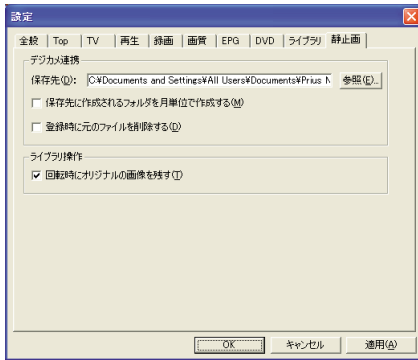 設定
全般 Top TV 再生 録画 画質 EPG DVD ライブラリ 静止画
デジカメ連携
保存先(D): C:¥Documents and Settings¥All Users¥Documents¥Prius N 参照(E)...
保存先に作成されるフォルダを月単位で作成する(M)
登録時に元のファイルを削除する(D)
ライブラリ操作
回転時にオリジナルの画像を残す(T)
OK キャンセル 適用(A)